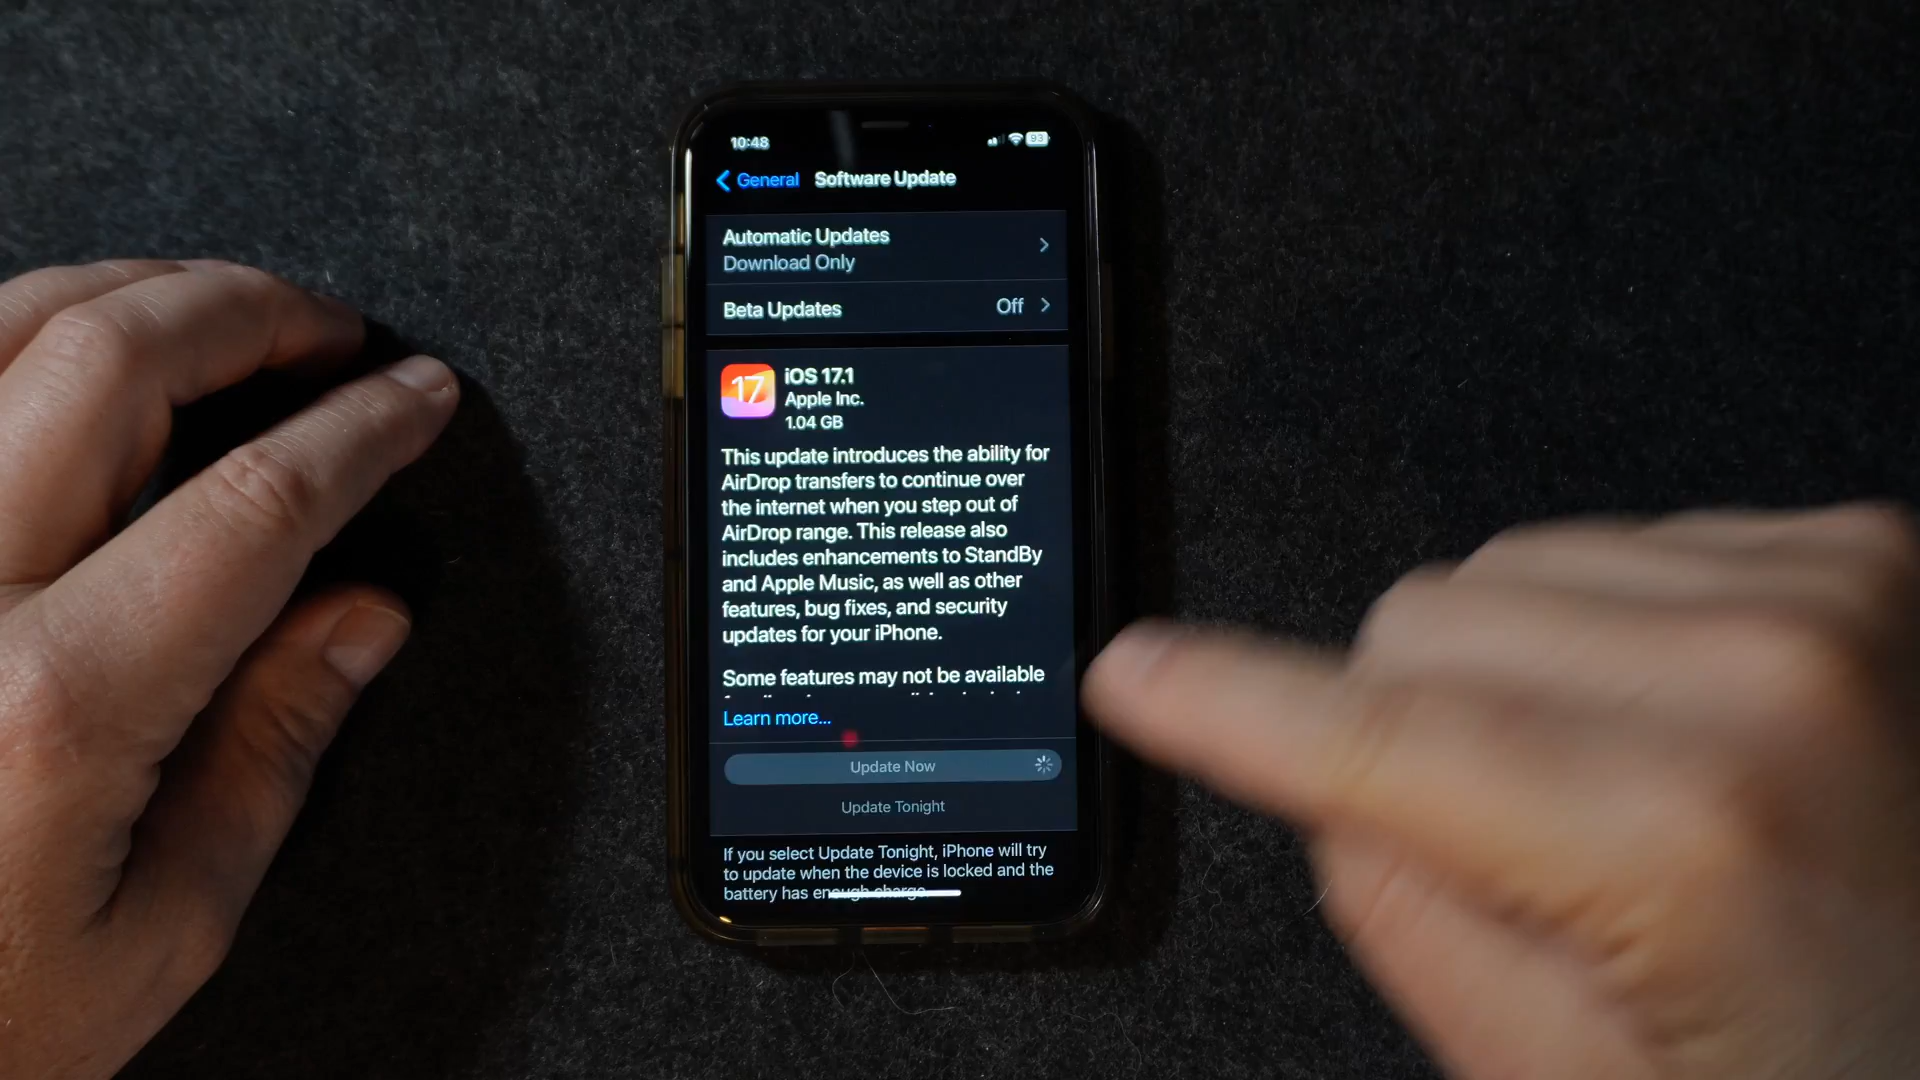 10:48
93
General Software Update
Automatic Updates
Download Only
Beta Updates Off
17
iOS 17.1
Apple Inc.
1.04 GB
This update introduces the ability for
AirDrop transfers to continue over
the internet when you step out of
AirDrop range. This release also
includes enhancements to StandBy
and Apple Music, as well as other
features, bug fixes, and security
updates for your iPhone.
Some features may not be available
Learn more...
Update Now
Update Tonight
If you select Update Tonight, iPhone will try
to update when the device is locked and the
battery has enough charge.